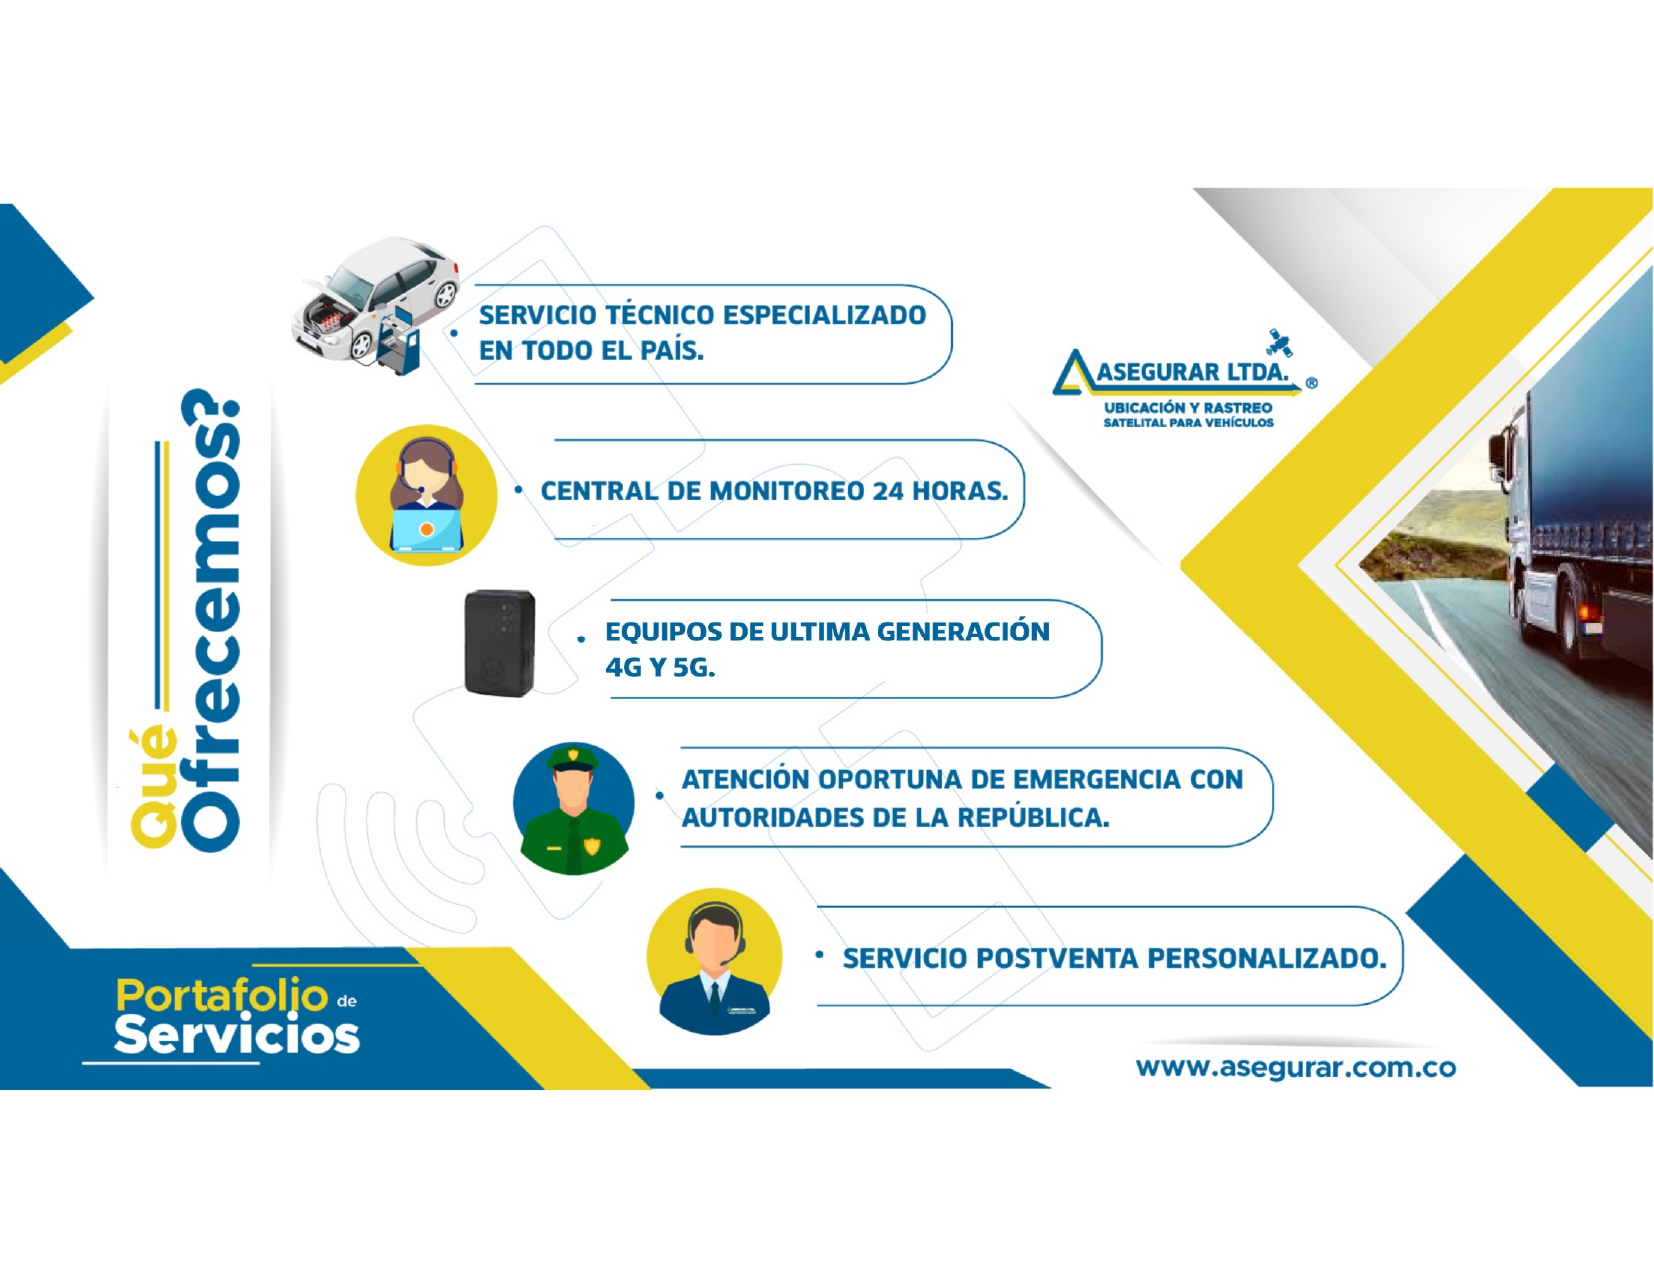 Qué
Ofrecemos?
SERVICIO TÉCNICO ESPECIALIZADO
EN TODO EL PAÍS.
CENTRAL DE MONITOREO 24 HORAS.
EQUIPOS DE ULTIMA GENERACIÓN
4G Y 5G.
ATENCIÓN OPORTUNA DE EMERGENCIA CON
AUTORIDADES DE LA REPÚBLICA.
SERVICIO POSTVENTA PERSONALIZADO.
ASEGURAR LTDA. ®
UBICACIÓN Y RASTREO
SATELITAL PARA VEHÍCULOS
Portafolio de
Servicios
www.asegurar.com.co